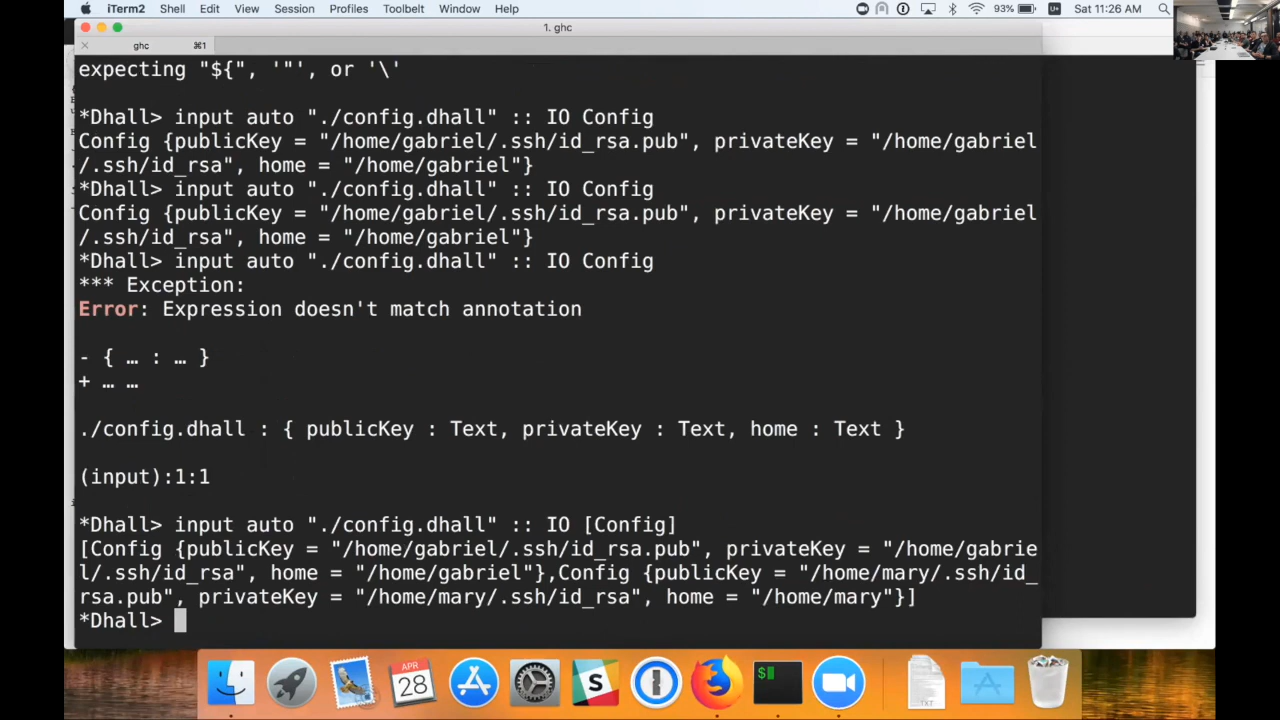 iTerm2 Shell Edit View Session Profiles Toolbelt Window Help 93% Sat 11:26 AM
1. ghc
ghc ⌘1
expecting "${", '"', or '\'
*Dhall> input auto "./config.dhall" :: IO Config
Config {publicKey = "/home/gabriel/.ssh/id_rsa.pub", privateKey = "/home/gabriel
/.ssh/id_rsa", home = "/home/gabriel"}
*Dhall> input auto "./config.dhall" :: IO Config
Config {publicKey = "/home/gabriel/.ssh/id_rsa.pub", privateKey = "/home/gabriel
/.ssh/id_rsa", home = "/home/gabriel"}
*Dhall> input auto "./config.dhall" :: IO Config
*** Exception:
Error: Expression doesn't match annotation
- { … : … }
+ … …
./config.dhall : { publicKey : Text, privateKey : Text, home : Text }
(input):1:1
*Dhall> input auto "./config.dhall" :: IO [Config]
[Config {publicKey = "/home/gabriel/.ssh/id_rsa.pub", privateKey = "/home/gabrie
l/.ssh/id_rsa", home = "/home/gabriel"},Config {publicKey = "/home/mary/.ssh/id_
rsa.pub", privateKey = "/home/mary/.ssh/id_rsa", home = "/home/mary"}]
*Dhall>
APR
28
S
$
TXT